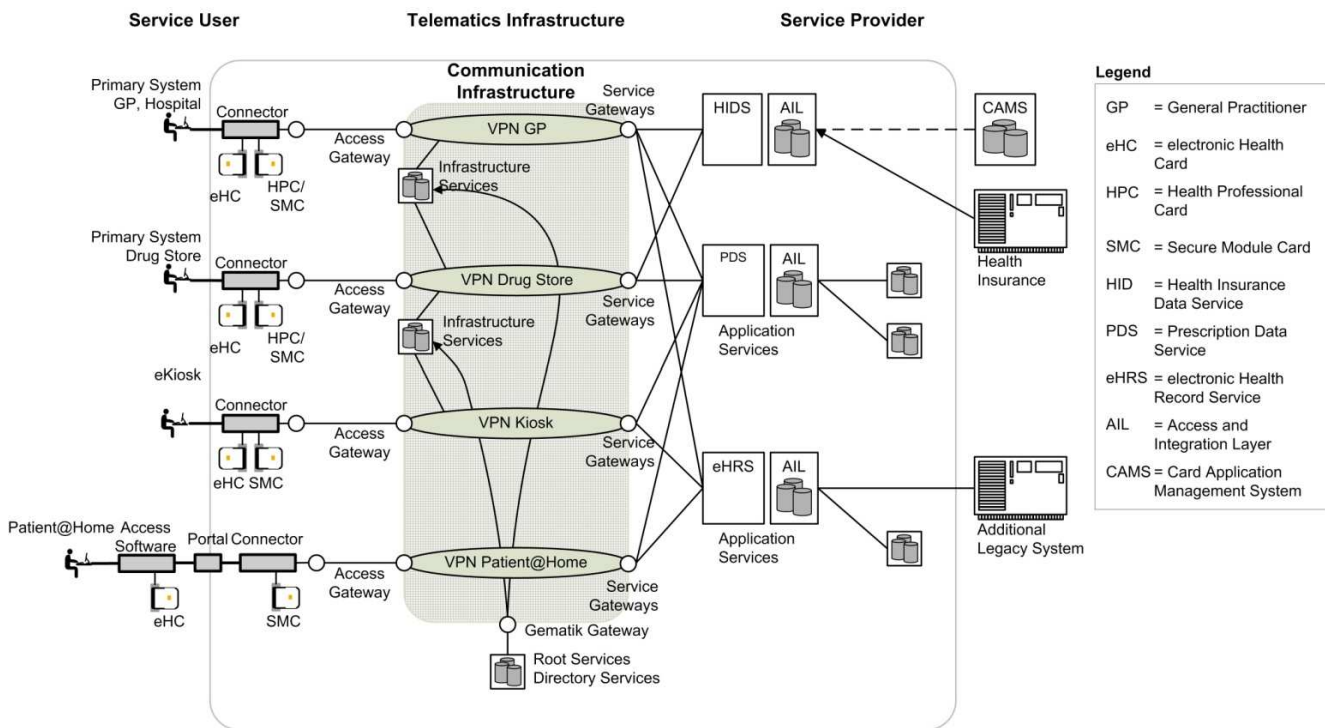 Service User
Telematics Infrastructure
Service Provider
Communication
Infrastructure
Primary System
GP, Hospital
Connector
Access
Gateway
VPN GP
Service
Gateways
eHC
HPC/
SMC
Infrastructure
Services
HIDS
AIL
CAMS
Health
Insurance
Primary System
Drug Store
Connector
Access
Gateway
VPN Drug Store
Service
Gateways
eHC
HPC/
SMC
Infrastructure
Services
PDS
AIL
Application
Services
eKiosk
Connector
Access
Gateway
VPN Kiosk
Service
Gateways
eHC SMC
eHRS
AIL
Application
Services
Additional
Legacy System
Patient@Home
Access
Software
Portal
Connector
Access
Gateway
VPN Patient@Home
Service
Gateways
eHC
SMC
Gematik Gateway
Root Services
Directory Services
Legend
GP = General Practitioner
eHC = electronic Health
Card
HPC = Health Professional
Card
SMC = Secure Module Card
HID = Health Insurance
Data Service
PDS = Prescription Data
Service
eHRS = electronic Health
Record Service
AIL = Access and
Integration Layer
CAMS = Card Application
Management System